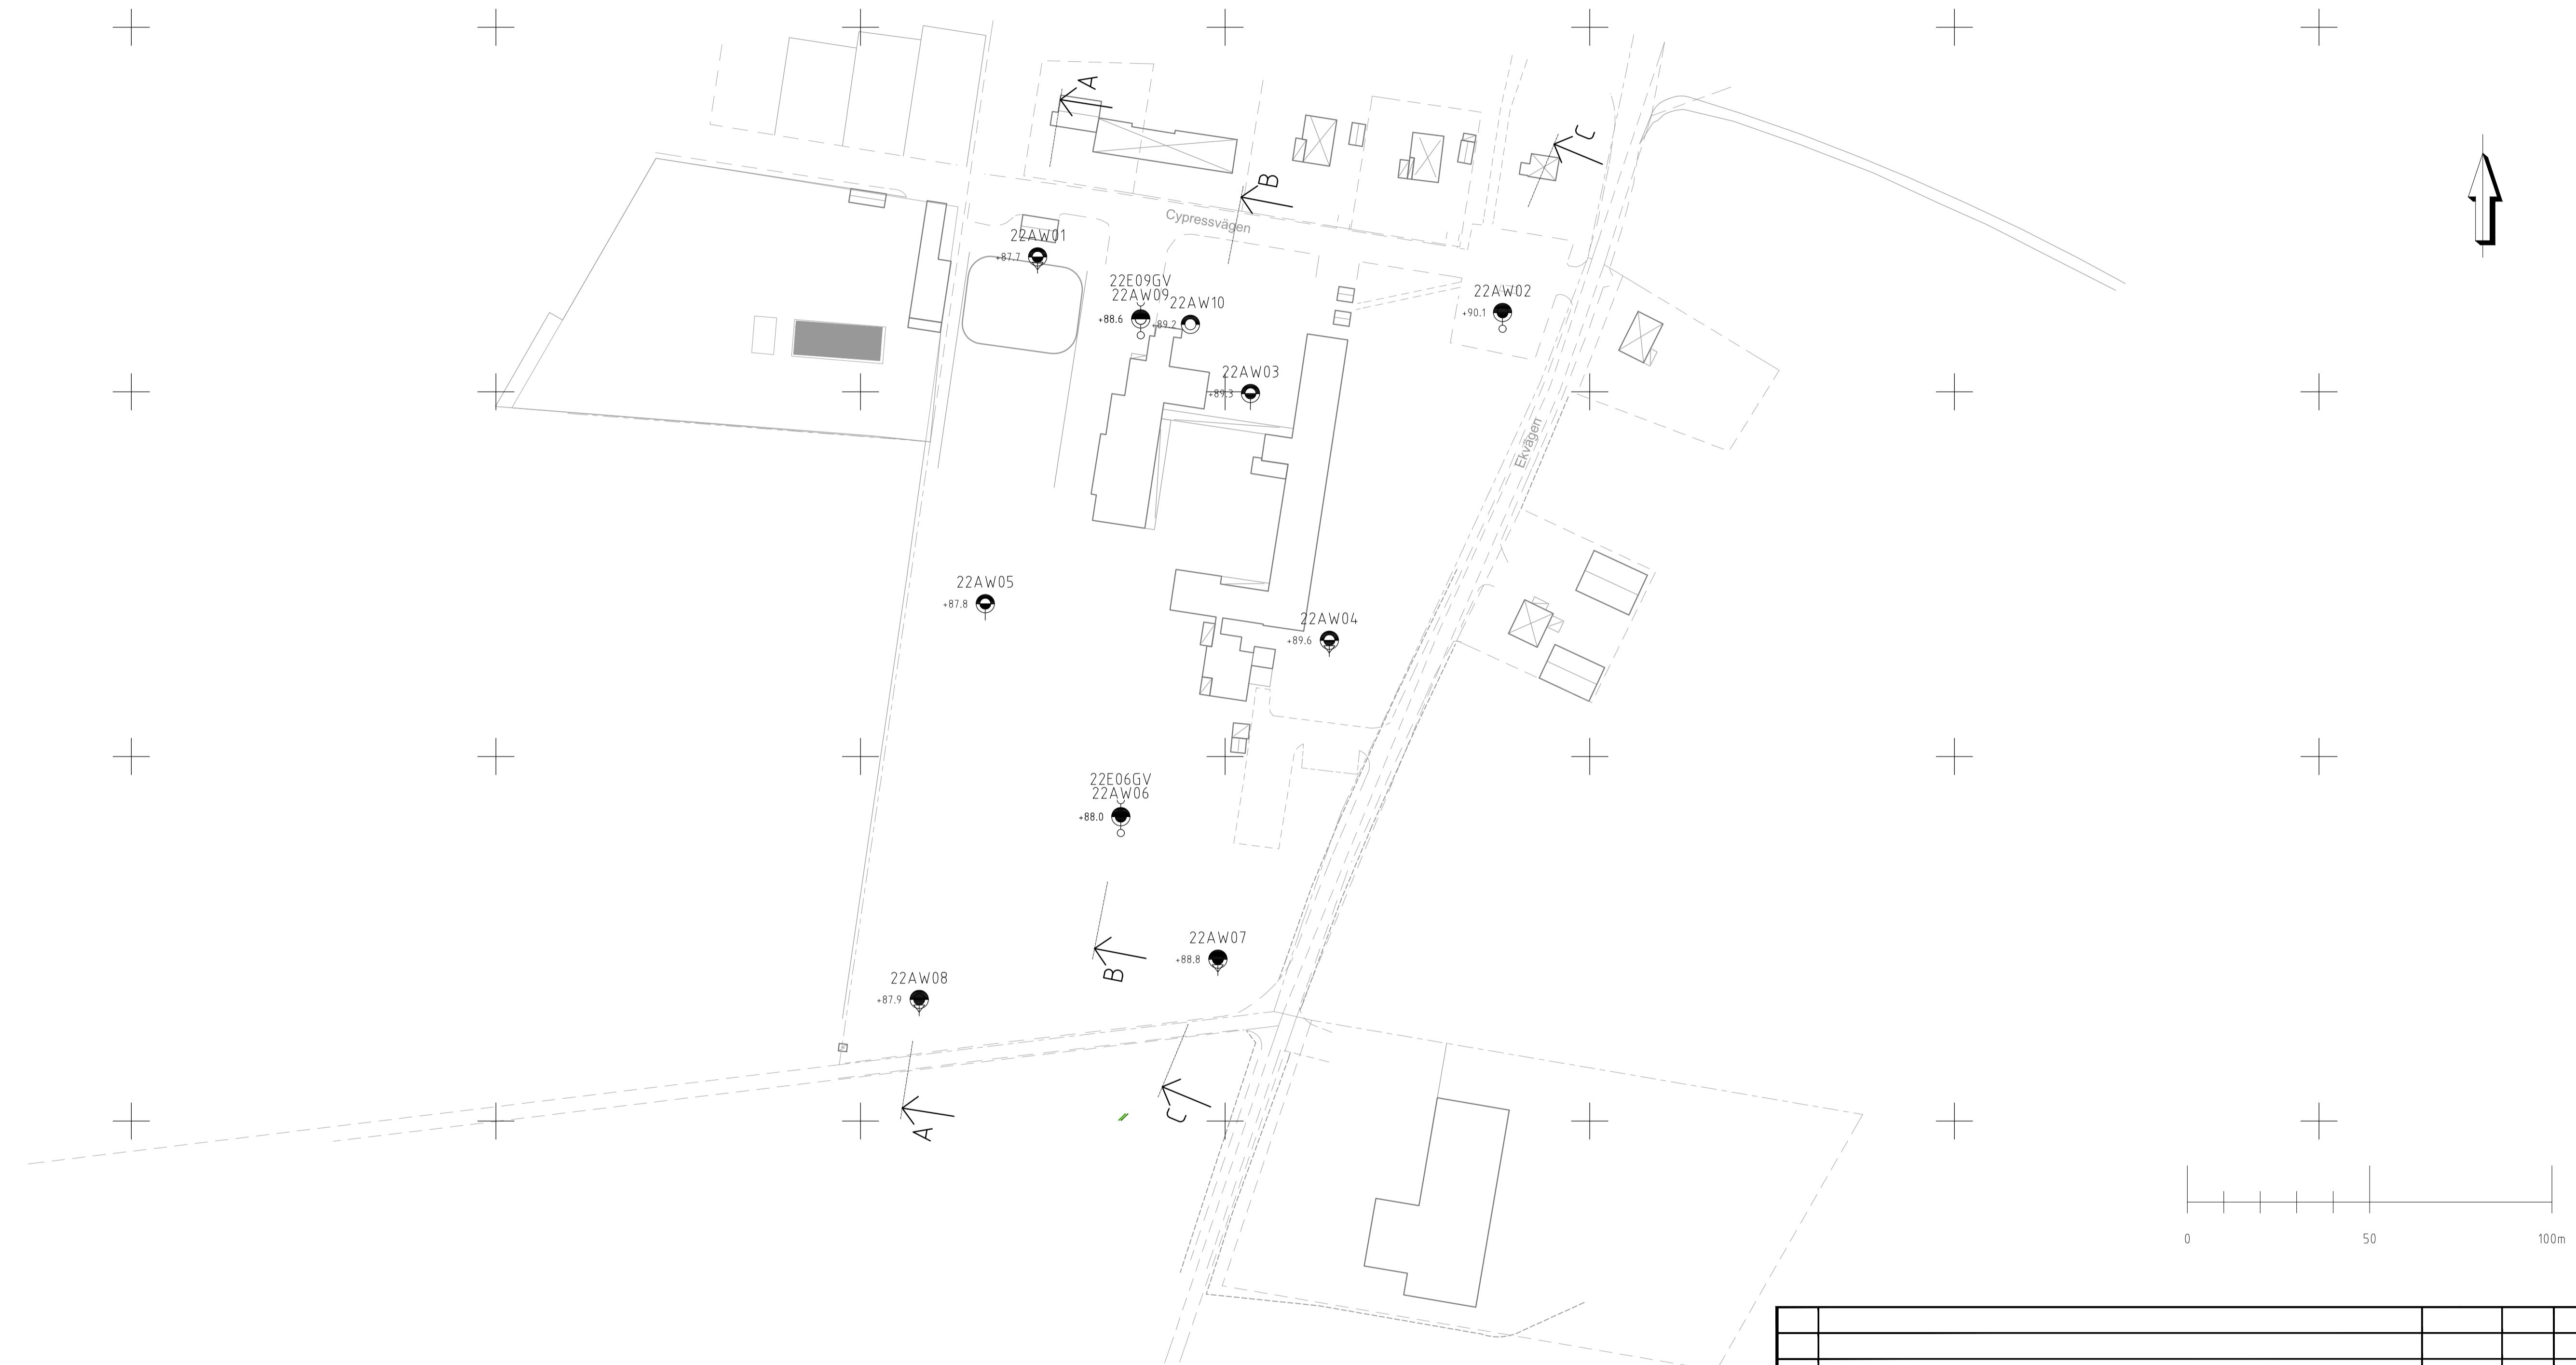 A
C
B
Cypressvägen
22AW01
+87.7
22E09GV
22AW09
22AW10
+88.6
+89.2
22AW02
+90.1
22AW03
+89.3
Ekvägen
22AW05
+87.8
22AW04
+89.6
22E06GV
22AW06
+88.0
22AW07
+88.8
B
22AW08
+87.9
C
A
0 50 100m